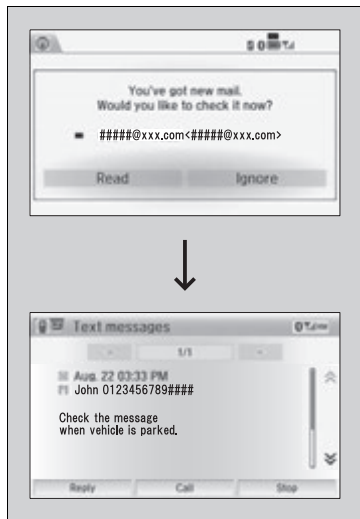 You've got new mail.
Would you like to check it now?
#####@xxx.com<#####@xxx.com>
Read Ignore
Text messages
1/1
Aug. 22 03:33 PM
John 0123456789####
Check the message
when vehicle is parked.
Reply Call Stop